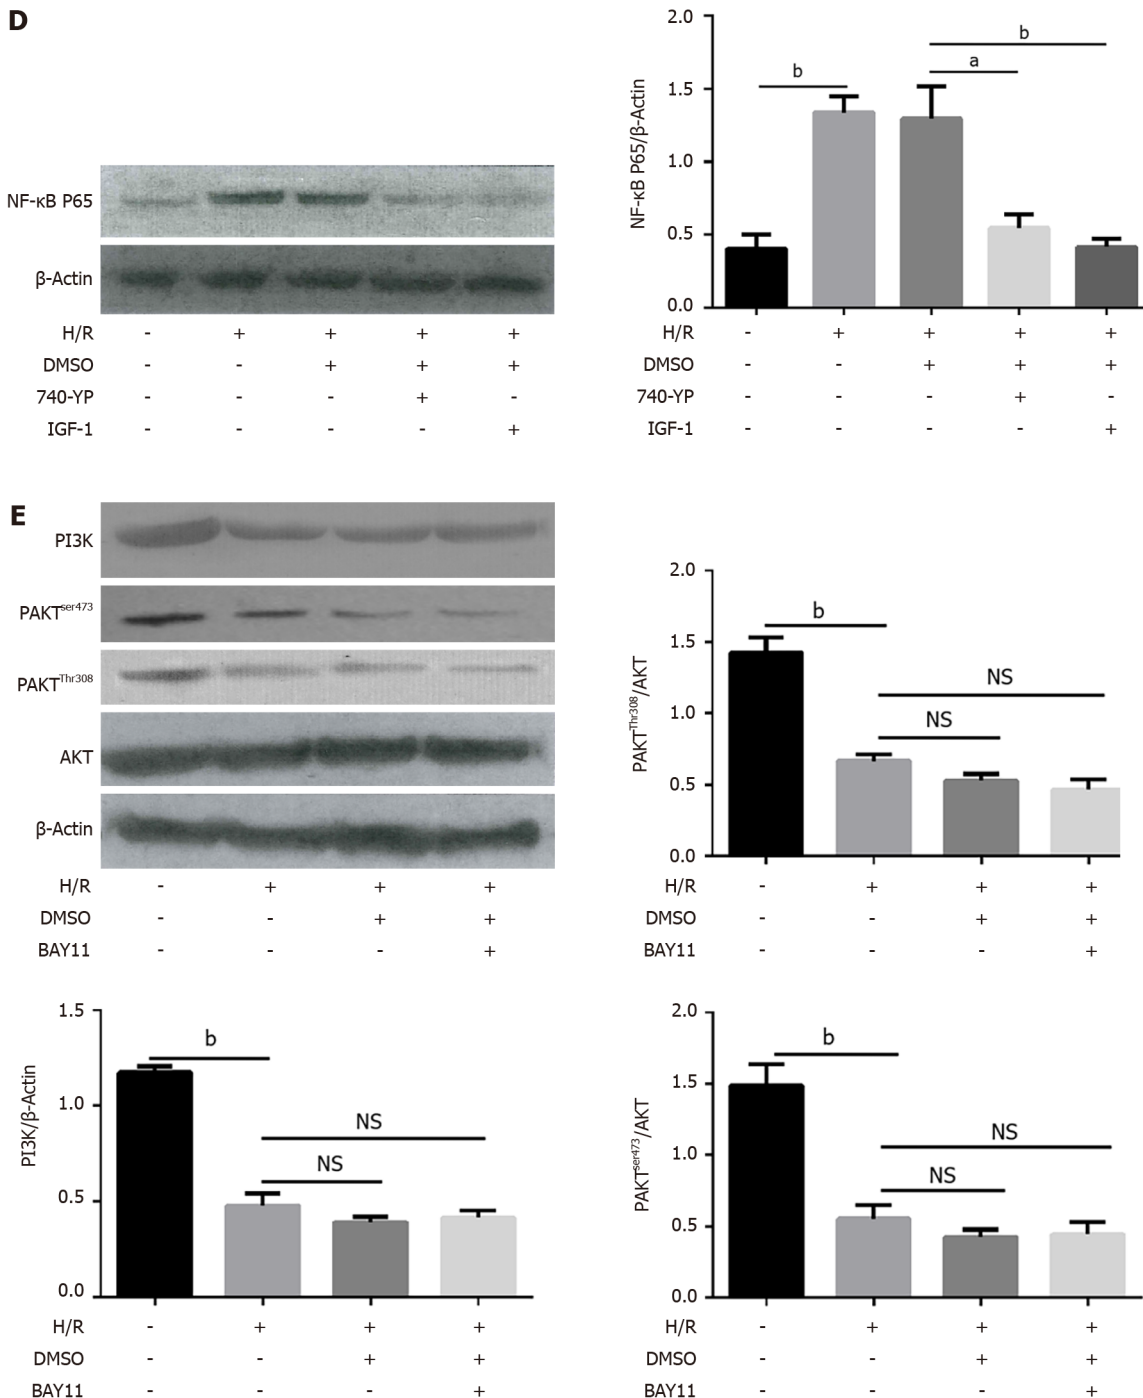 D
NF-κB P65
β-Actin
H/R - + + + +
DMSO - - + + +
740-YP - - - + -
IGF-1 - - - - +
NF-κB P65/β-Actin
2.0
1.5
1.0
0.5
0.0
b
a
b
H/R - + + + +
DMSO - - + + +
740-YP - - - + -
IGF-1 - - - - +
E
PI3K
PAKTser473
PAKTThr308
AKT
β-Actin
H/R - + + +
DMSO - - + +
BAY11 - - - +
PAKTThr308/AKT
2.0
1.5
1.0
0.5
0.0
b
NS
NS
H/R - + + +
DMSO - - + +
BAY11 - - - +
PI3K/β-Actin
1.5
1.0
0.5
0.0
b
NS
NS
H/R - + + +
DMSO - - + +
BAY11 - - - +
PAKTser473/AKT
2.0
1.5
1.0
0.5
0.0
b
NS
NS
H/R - + + +
DMSO - - + +
BAY11 - - - +